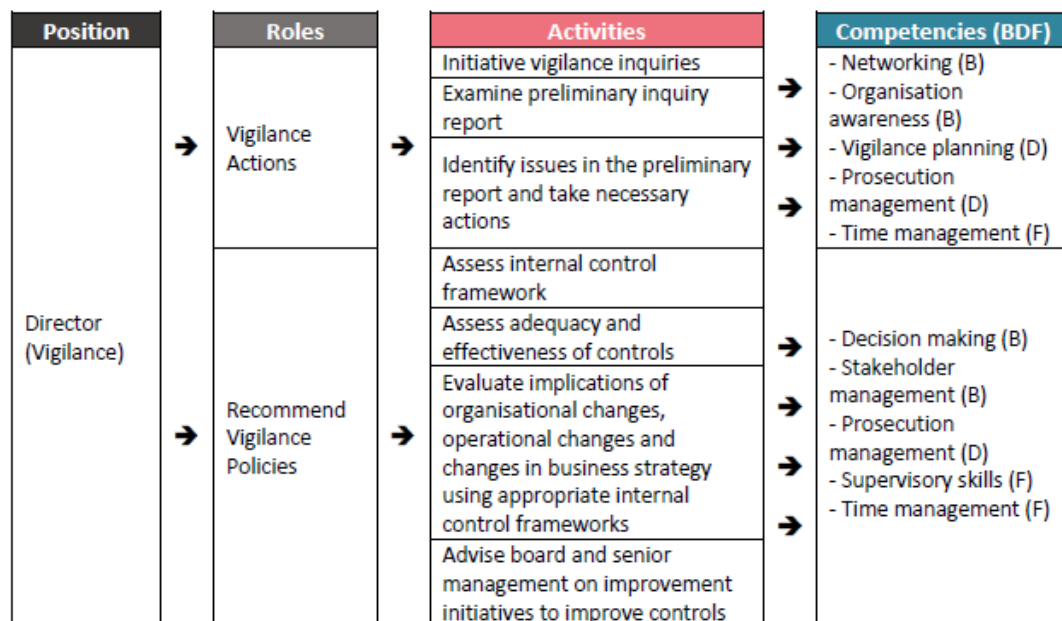 Position
Roles
Activities
Competencies (BDF)
Director
(Vigilance)
Vigilance
Actions
Initiative vigilance inquiries
Examine preliminary inquiry
report
Identify issues in the preliminary
report and take necessary
actions
- Networking (B)
- Organisation
awareness (B)
- Vigilance planning (D)
- Prosecution
management (D)
- Time management (F)
Recommend
Vigilance
Policies
Assess internal control
framework
Assess adequacy and
effectiveness of controls
Evaluate implications of
organisational changes,
operational changes and
changes in business strategy
using appropriate internal
control frameworks
Advise board and senior
management on improvement
initiatives to improve controls
- Decision making (B)
- Stakeholder
management (B)
- Prosecution
management (D)
- Supervisory skills (F)
- Time management (F)